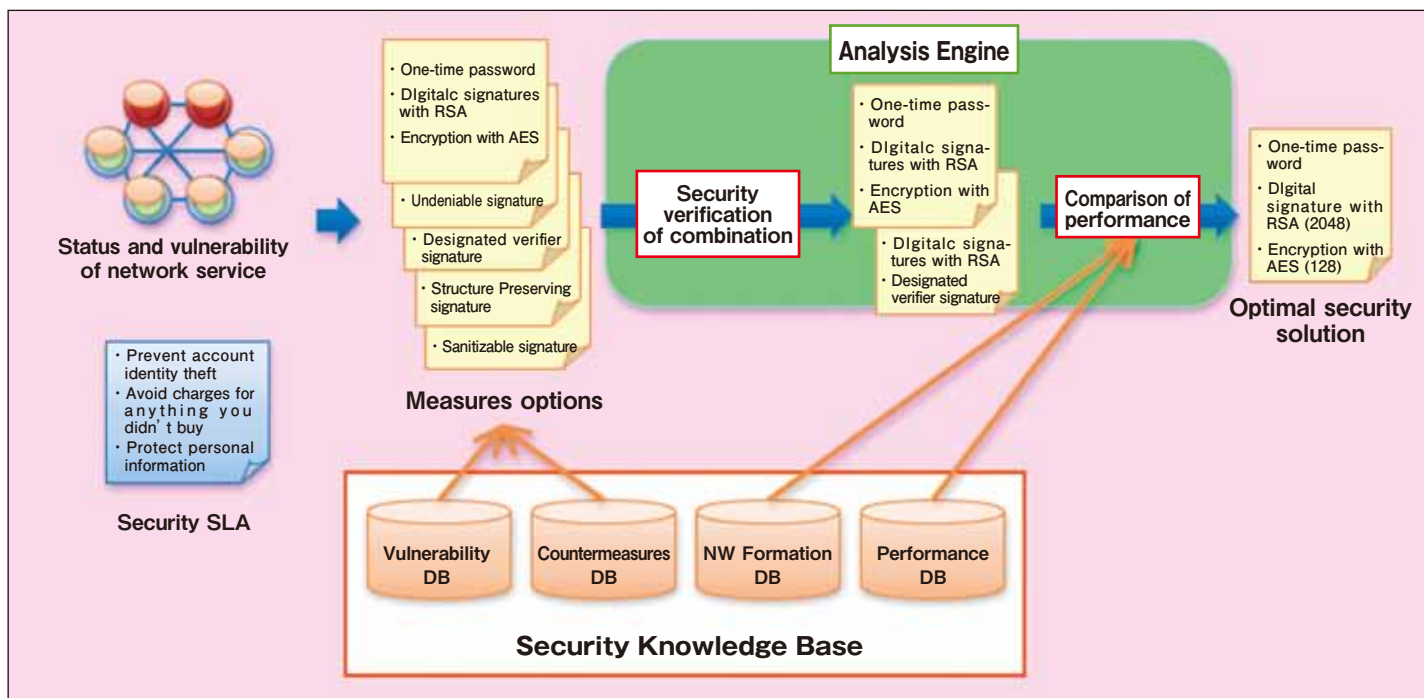 Status and vulnerability
of network service
· Prevent account
identity theft
· Avoid charges for
anything you
didn't buy
· Protect personal
information
Security SLA
· One-time password
· DIgitalc signatures
with RSA
· Encryption with AES
· Undeniable signature
· Designated verifier
signature
· Structure Preserving
signature
· Sanitizable signature
Measures options
Analysis Engine
Security
verification
of combination
· One-time pass-
word
· DIgitalc signa-
tures with RSA
· Encryption with
AES
· DIgitalc signa-
tures with RSA
· Designated
verifier signature
Comparison of
performance
· One-time pass-
word
· DIgital
signature with
RSA (2048)
· Encryption with
AES (128)
Optimal security
solution
Vulnerability
DB
Countermeasures
DB
NW Formation
DB
Performance
DB
Security Knowledge Base